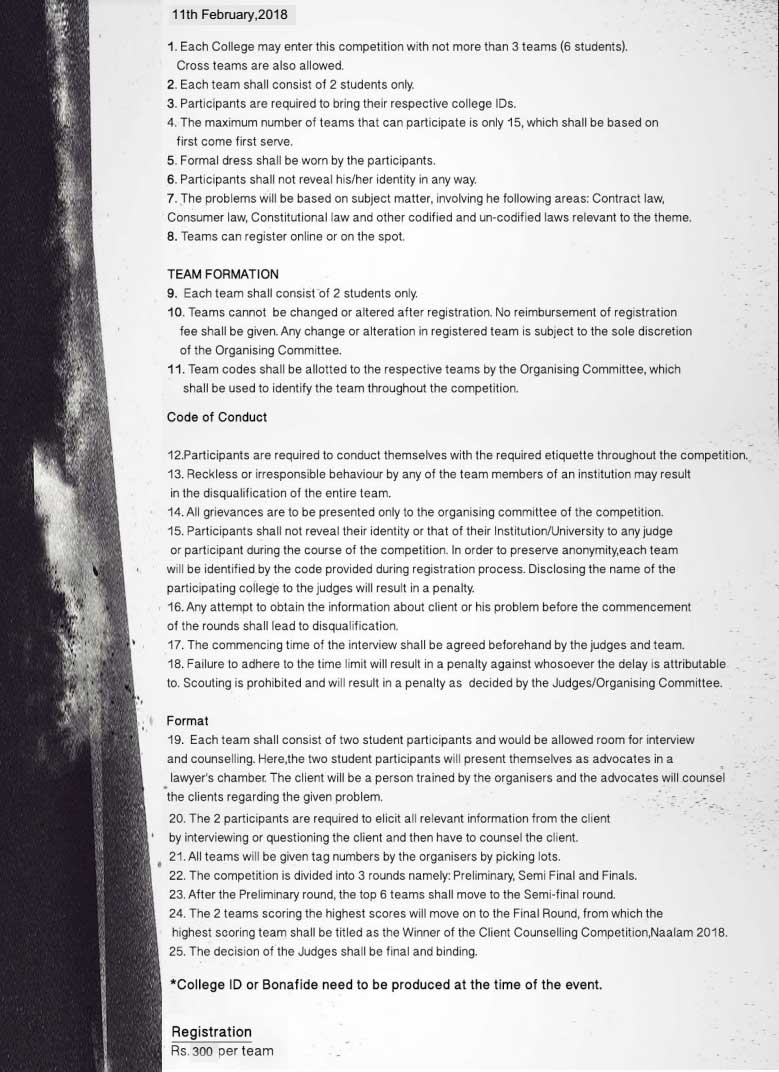 11th February,2018
1. Each College may enter this competition with not more than 3 teams (6 students).
Cross teams are also allowed.
2. Each team shall consist of 2 students only.
3. Participants are required to bring their respective college IDs.
4. The maximum number of teams that can participate is only 15, which shall be based on
first come first serve.
5. Formal dress shall be worn by the participants.
6. Participants shall not reveal his/her identity in any way.
7. The problems will be based on subject matter, involving he following areas: Contract law,
Consumer law, Constitutional law and other codified and un-codified laws relevant to the theme.
8. Teams can register online or on the spot.
TEAM FORMATION
9. Each team shall consist of 2 students only.
10. Teams cannot be changed or altered after registration. No reimbursement of registration
fee shall be given. Any change or alteration in registered team is subject to the sole discretion
of the Organising Committee.
11. Team codes shall be allotted to the respective teams by the Organising Committee, which
shall be used to identify the team throughout the competition.
Code of Conduct
12.Participants are required to conduct themselves with the required etiquette throughout the competition.
13. Reckless or irresponsible behaviour by any of the team members of an institution may result
in the disqualification of the entire team.
14. All grievances are to be presented only to the organising committee of the competition.
15. Participants shall not reveal their identity or that of their Institution/University to any judge
or participant during the course of the competition. In order to preserve anonymity,each team
will be identified by the code provided during registration process. Disclosing the name of the
participating college to the judges will result in a penalty.
16. Any attempt to obtain the information about client or his problem before the commencement
of the rounds shall lead to disqualification.
17. The commencing time of the interview shall be agreed beforehand by the judges and team.
18. Failure to adhere to the time limit will result in a penalty against whosoever the delay is attributable
to. Scouting is prohibited and will result in a penalty as decided by the Judges/Organising Committee.
Format
19. Each team shall consist of two student participants and would be allowed room for interview
and counselling. Here,the two student participants will present themselves as advocates in a
lawyer's chamber. The client will be a person trained by the organisers and the advocates will counsel
the clients regarding the given problem.
20. The 2 participants are required to elicit all relevant information from the client
by interviewing or questioning the client and then have to counsel the client.
21. All teams will be given tag numbers by the organisers by picking lots.
22. The competition is divided into 3 rounds namely: Preliminary, Semi Final and Finals.
23. After the Preliminary round, the top 6 teams shall move to the Semi-final round.
24. The 2 teams scoring the highest scores will move on to the Final Round, from which the
highest scoring team shall be titled as the Winner of the Client Counselling Competition,Naalam 2018.
25. The decision of the Judges shall be final and binding.
*College ID or Bonafide need to be produced at the time of the event.
Registration
Rs. 300 per team